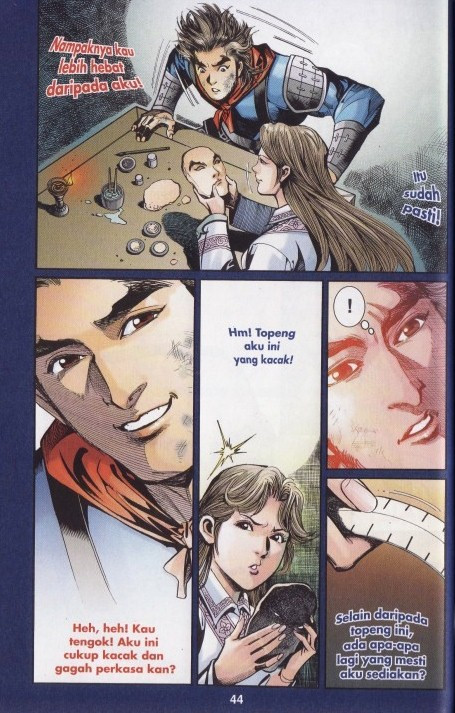 Nampaknya kau
lebih hebat
daripada aku!
Itu
sudah
pasti!
Heh, heh! Kau
tengok! Aku ini
cukup kacak dan
gagah perkasa kan?
Hm! Topeng
aku ini
yang kacak!
!
Selain daripada
topeng ini,
ada apa-apa
lagi yang mesti
aku sediakan?
44